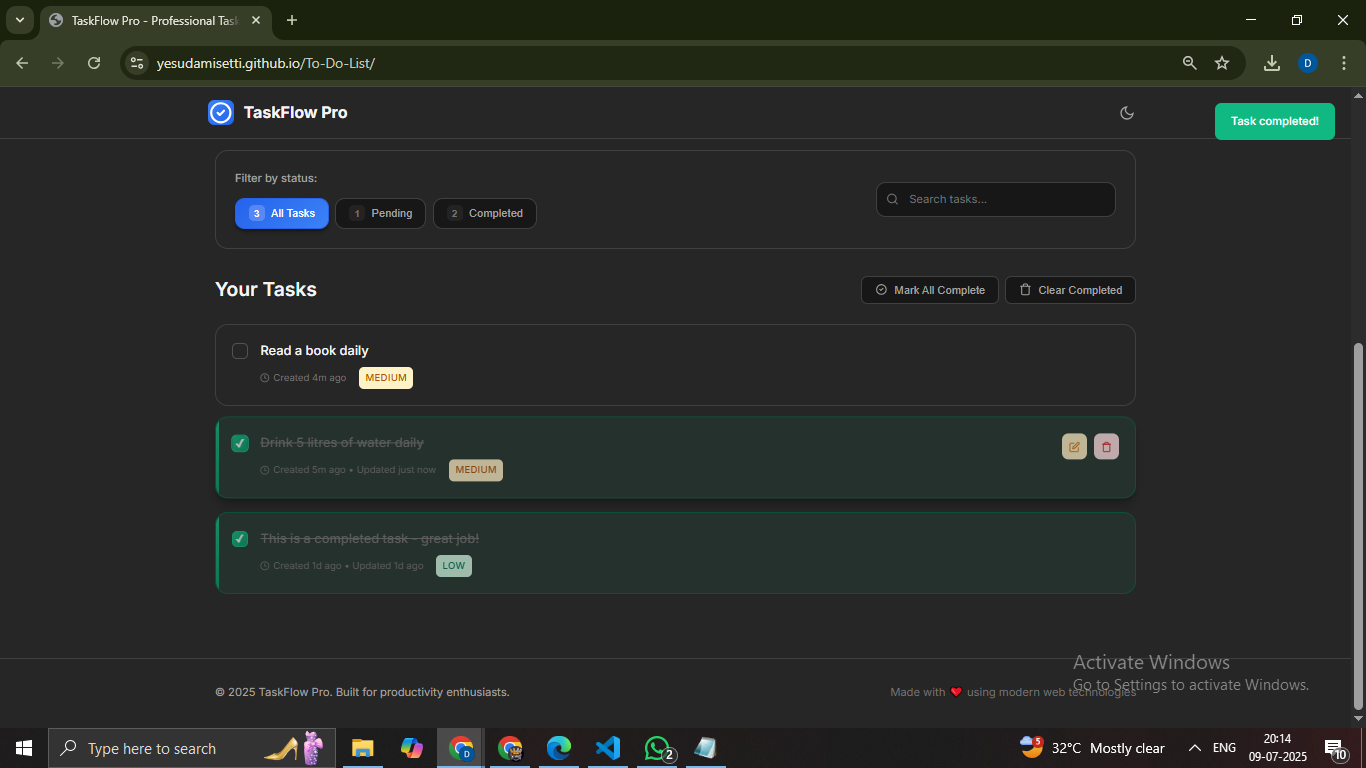 TaskFlow Pro - Professional Tas
yesudamisetti.github.io/To-Do-List/
D
TaskFlow Pro
Task completed!
Filter by status:
3 All Tasks
1 Pending
2 Completed
Search tasks...
Your Tasks
Mark All Complete
Clear Completed
Read a book daily
Created 4m ago
MEDIUM
Drink 5 litres of water daily
Created 5m ago • Updated just now
MEDIUM
This is a completed task - great job!
Created 1d ago • Updated 1d ago
LOW
Activate Windows
Go to Settings to activate Windows.
© 2025 TaskFlow Pro. Built for productivity enthusiasts.
Made with ❤️ using modern web technologies
Type here to search
D
2
5
32°C Mostly clear
ENG
20:14
09-07-2025
10